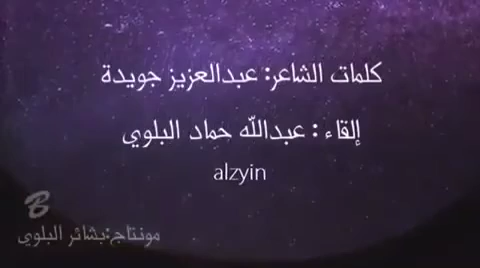 كلمات الشاعر: عبدالعزيز جويدة
إلقاء : عبدالله حماد البلوي
alzyin
B
مونتاج:بشائر البلوي